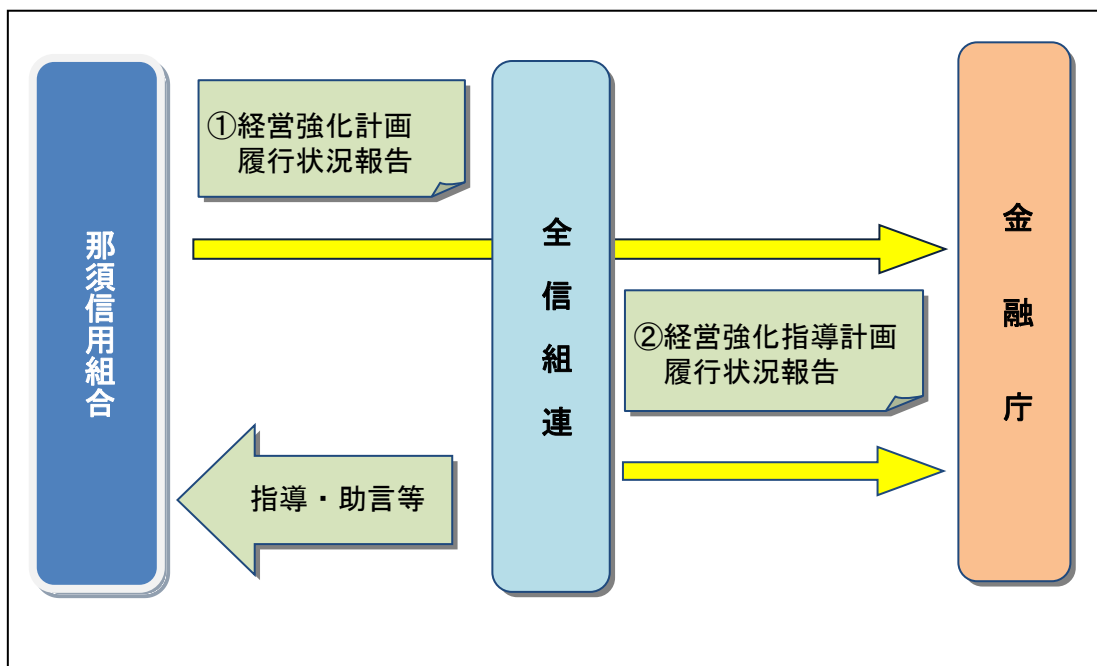 那須信用組合
①経営強化計画
履行状況報告
全信組連
②経営強化指導計画
履行状況報告
指導・助言等
金融庁